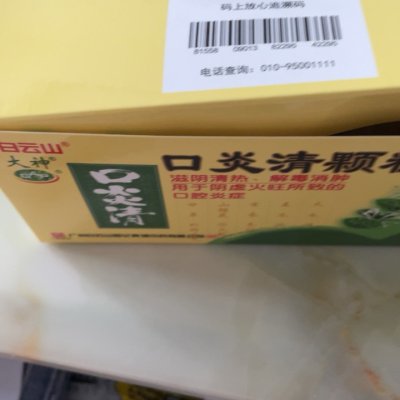 码上放心追溯码
81558 09013 82295 42295
电话查询：010-95001111
白云山®
大神®
口炎清
口炎清颗粒
滋阴清热，解毒消肿
用于阴虚火旺所致的
口腔炎症